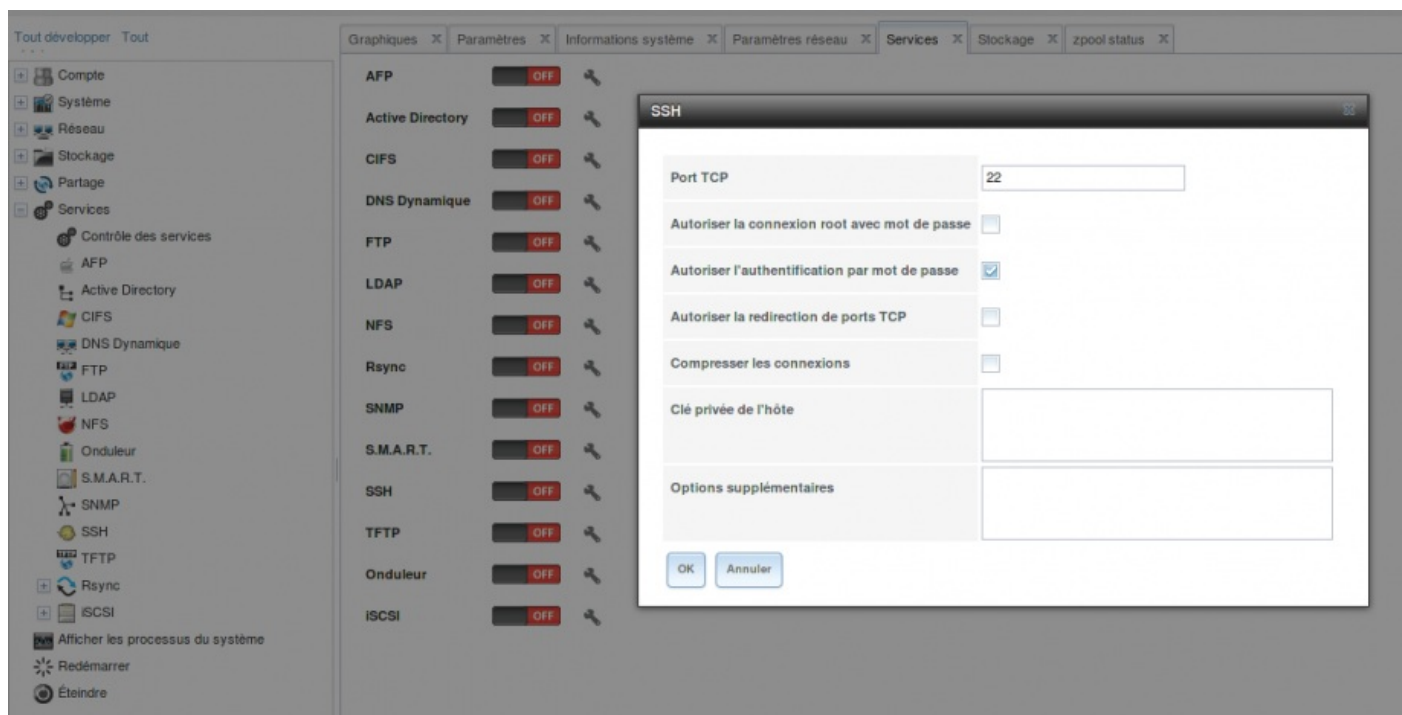 Tout développer Tout
Graphiques
Paramètres
Informations système
Paramètres réseau
Services
Stockage
zpool status
Compte
Système
Réseau
Stockage
Partage
Services
Contrôle des services
AFP
Active Directory
CIFS
DNS Dynamique
FTP
LDAP
NFS
Onduleur
S.M.A.R.T.
SNMP
SSH
TFTP
Rsync
iSCSI
Afficher les processus du système
Redémarrer
Éteindre
AFP OFF
Active Directory OFF
CIFS OFF
DNS Dynamique OFF
FTP OFF
LDAP OFF
NFS OFF
Rsync OFF
SNMP OFF
S.M.A.R.T. OFF
SSH OFF
TFTP OFF
Onduleur OFF
iSCSI OFF
SSH
Port TCP 22
Autoriser la connexion root avec mot de passe
Autoriser l'authentification par mot de passe
Autoriser la redirection de ports TCP
Compresser les connexions
Clé privée de l'hôte
Options supplémentaires
OK Annuler